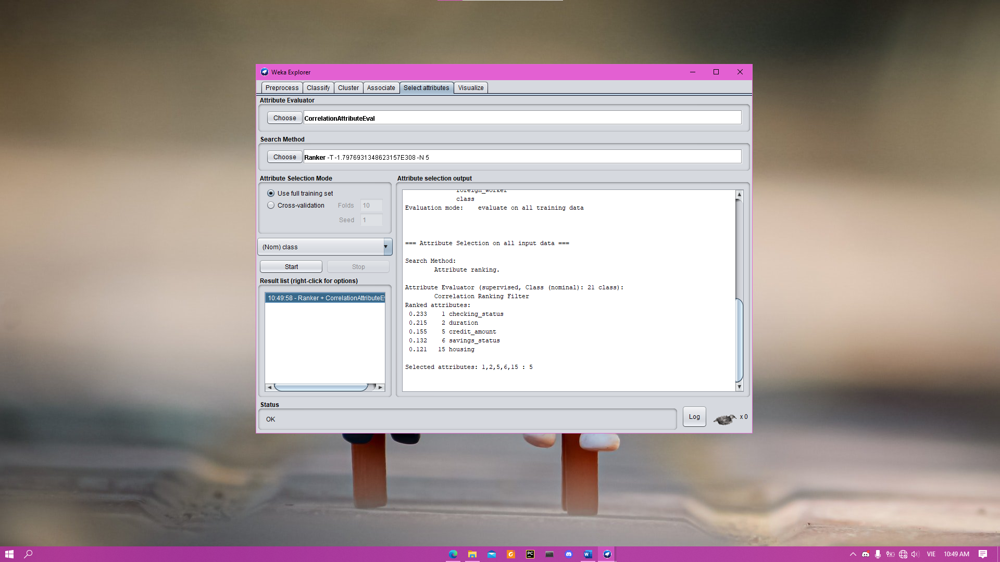 Weka Explorer
Preprocess Classify Cluster Associate Select attributes Visualize
Attribute Evaluator
Choose CorrelationAttributeEval
Search Method
Choose Ranker -T -1.7976931348623157E308 -N 5
Attribute Selection Mode
Use full training set
Cross-validation Folds 10
Seed 1
(Nom) class
Start Stop
Result list (right-click for options)
10:49:58 - Ranker + CorrelationAttributeE
Attribute selection output
foreign_worker
class
Evaluation mode: evaluate on all training data
=== Attribute Selection on all input data ===
Search Method:
Attribute ranking.
Attribute Evaluator (supervised, Class (nominal): 21 class):
Correlation Ranking Filter
Ranked attributes:
0.233 1 checking_status
0.215 2 duration
0.155 5 credit_amount
0.132 6 savings_status
0.121 15 housing
Selected attributes: 1,2,5,6,15 : 5
Status
OK
Log
x 0
PC
W
VIE
10:49 AM